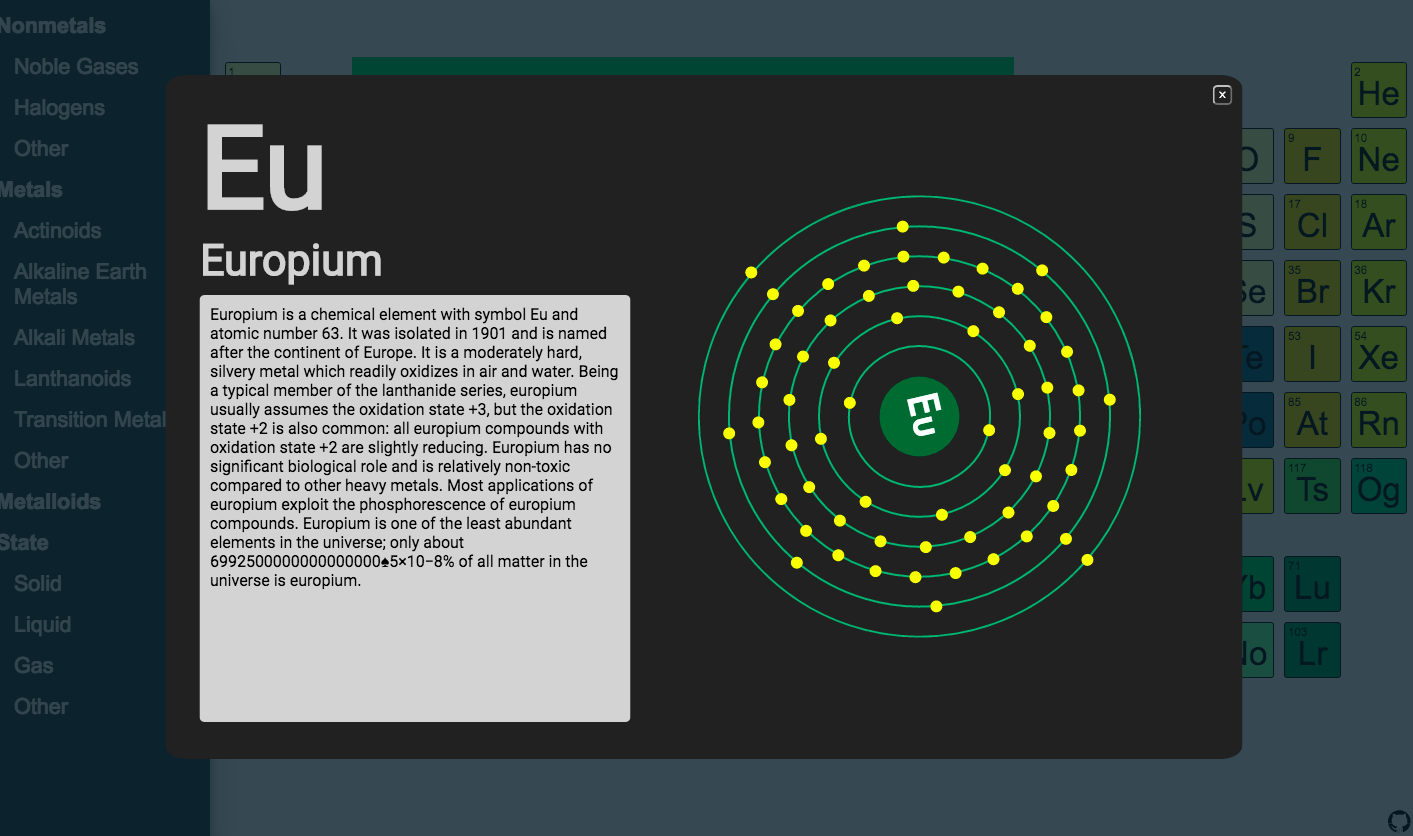 Nonmetals
Noble Gases
Halogens
Other
Metals
Actinoids
Alkaline Earth
Metals
Alkali Metals
Lanthanoids
Transition Metal
Other
Metalloids
State
Solid
Liquid
Gas
Other
1
x
Eu
Europium
Europium is a chemical element with symbol Eu and
atomic number 63. It was isolated in 1901 and is named
after the continent of Europe. It is a moderately hard,
silvery metal which readily oxidizes in air and water. Being
a typical member of the lanthanide series, europium
usually assumes the oxidation state +3, but the oxidation
state +2 is also common: all europium compounds with
oxidation state +2 are slightly reducing. Europium has no
significant biological role and is relatively non-toxic
compared to other heavy metals. Most applications of
europium exploit the phosphorescence of europium
compounds. Europium is one of the least abundant
elements in the universe; only about
6992500000000000000♠5×10−8% of all matter in the
universe is europium.
Eu
2
He
O
9
F
10
Ne
S
17
Cl
18
Ar
Se
35
Br
36
Kr
Te
53
I
54
Xe
Po
85
At
86
Rn
Lv
117
Ts
118
Og
Yb
71
Lu
No
103
Lr